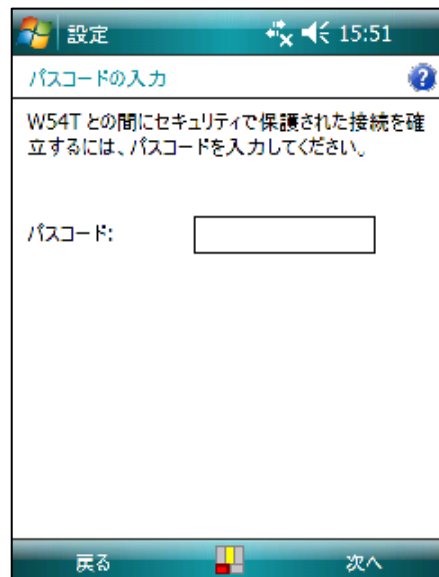 設定 15:51
パスコードの入力
W54T との間にセキュリティで保護された接続を確
立するには、パスコードを入力してください。
パスコード:
戻る 次へ